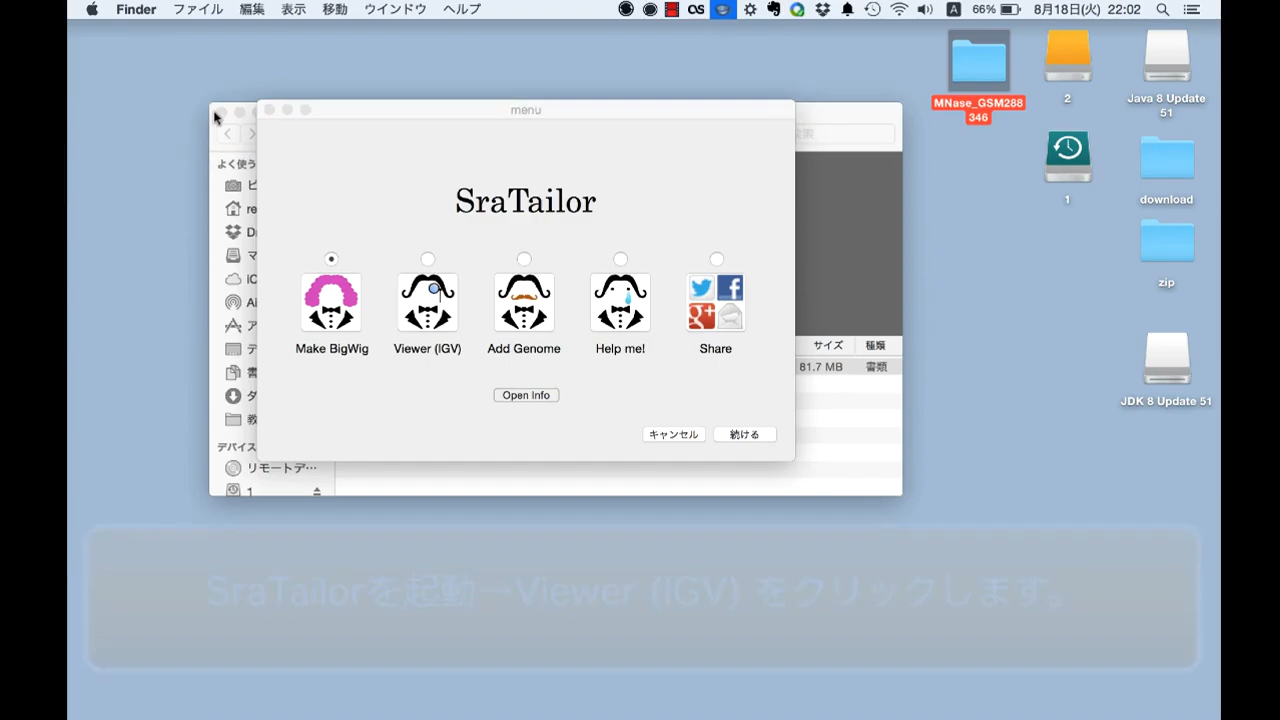 Finder ファイル 編集 表示 移動 ウインドウ ヘルプ
A 66% 8月18日(火) 22:02
menu
SraTailor
Make BigWig
Viewer (IGV)
Add Genome
Help me!
Share
Open Info
キャンセル
続ける
よく使う
デバイス
リモートデ…
1
検索
サイズ 種類
81.7 MB 書類
MNase_GSM288
346
2
Java 8 Update
51
1
download
zip
JDK 8 Update 51
SraTailorを起動→Viewer (IGV) をクリックします。